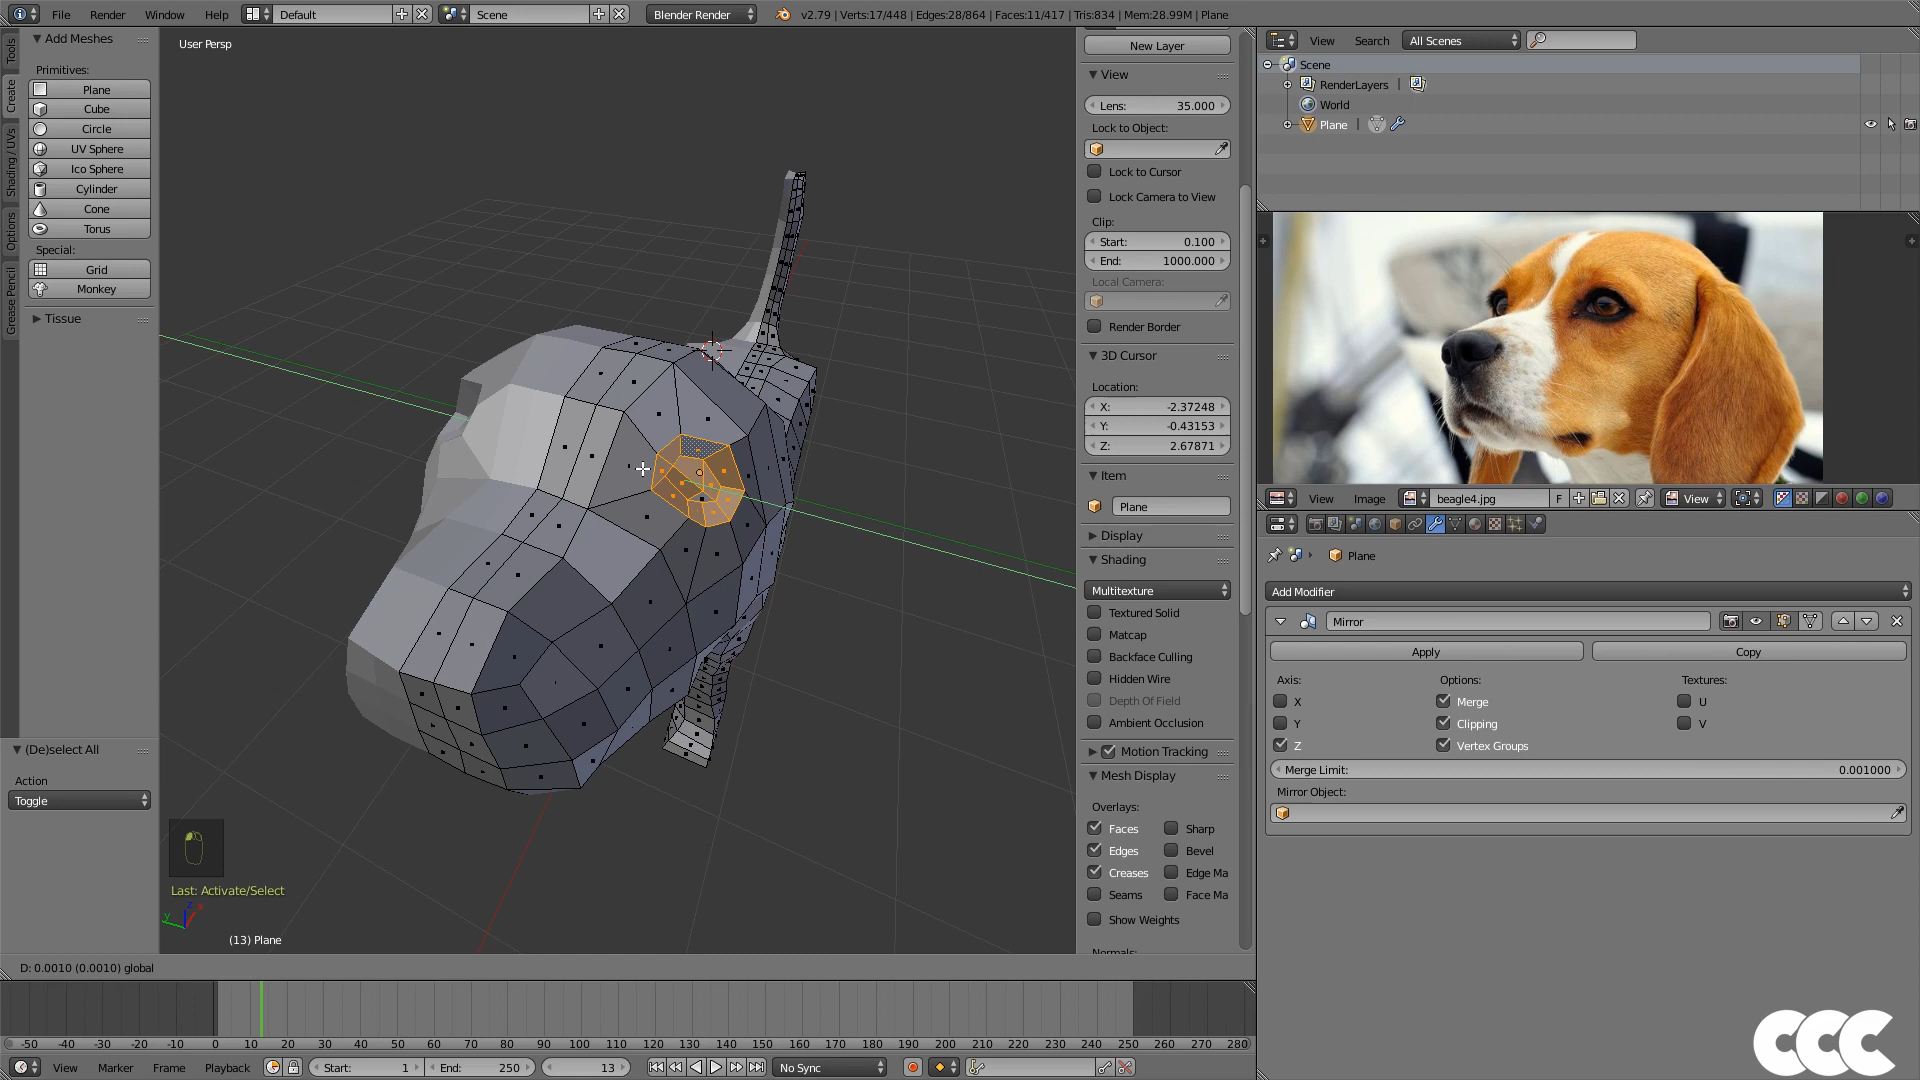 File Render Window Help Default Scene Blender Render v2.79 | Verts:17/448 | Edges:28/864 | Faces:11/417 | Tris:834 | Mem:28.99M | Plane
Tools
Create
Shading / UVs
Options
Grease Pencil
Add Meshes
Primitives:
Plane
Cube
Circle
UV Sphere
Ico Sphere
Cylinder
Cone
Torus
Special:
Grid
Monkey
Tissue
(De)select All
Action
Toggle
User Persp
Last: Activate/Select
y z x
(13) Plane
D: 0.0010 (0.0010) global
New Layer
View
Lens: 35.000
Lock to Object:
Lock to Cursor
Lock Camera to View
Clip:
Start: 0.100
End: 1000.000
Local Camera:
Render Border
3D Cursor
Location:
X: -2.37248
Y: -0.43153
Z: 2.67871
Item
Plane
Display
Shading
Multitexture
Textured Solid
Matcap
Backface Culling
Hidden Wire
Depth Of Field
Ambient Occlusion
Motion Tracking
Mesh Display
Overlays:
Faces Sharp
Edges Bevel
Creases Edge Ma
Seams Face Ma
Show Weights
Normals:
View Search All Scenes
Scene
RenderLayers |
World
Plane |
View Image beagle4.jpg F View
Plane
Add Modifier
Mirror
Apply Copy
Axis: Options: Textures:
X Merge U
Y Clipping V
Z Vertex Groups
Merge Limit: 0.001000
Mirror Object:
-50 -40 -30 -20 -10 0 10 20 30 40 50 60 70 80 90 100 110 120 130 140 150 160 170 180 190 200 210 220 230 240 250 260 270 280
View Marker Frame Playback Start: 1 End: 250 13 No Sync
CCC